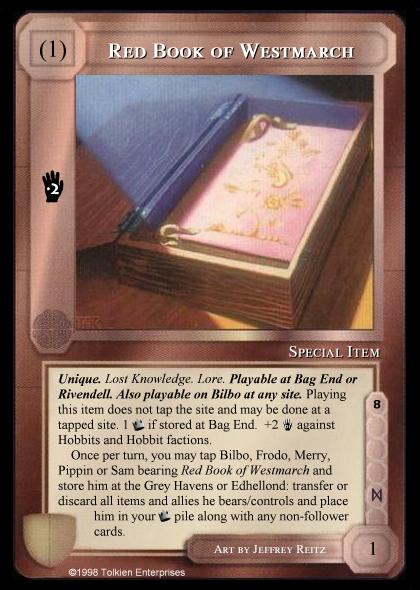 (1)
RED BOOK OF WESTMARCH
2
SPECIAL ITEM
Unique. Lost Knowledge. Lore. Playable at Bag End or
Rivendell. Also playable on Bilbo at any site. Playing
this item does not tap the site and may be done at a
tapped site. 1 if stored at Bag End. +2 against
Hobbits and Hobbit factions.
Once per turn, you may tap Bilbo, Frodo, Merry,
Pippin or Sam bearing Red Book of Westmarch and
store him at the Grey Havens or Edhellond: transfer or
discard all items and allies he bears/controls and place
him in your pile along with any non-follower
cards.
8
ART BY JEFFREY REITZ
1
©1998 Tolkien Enterprises